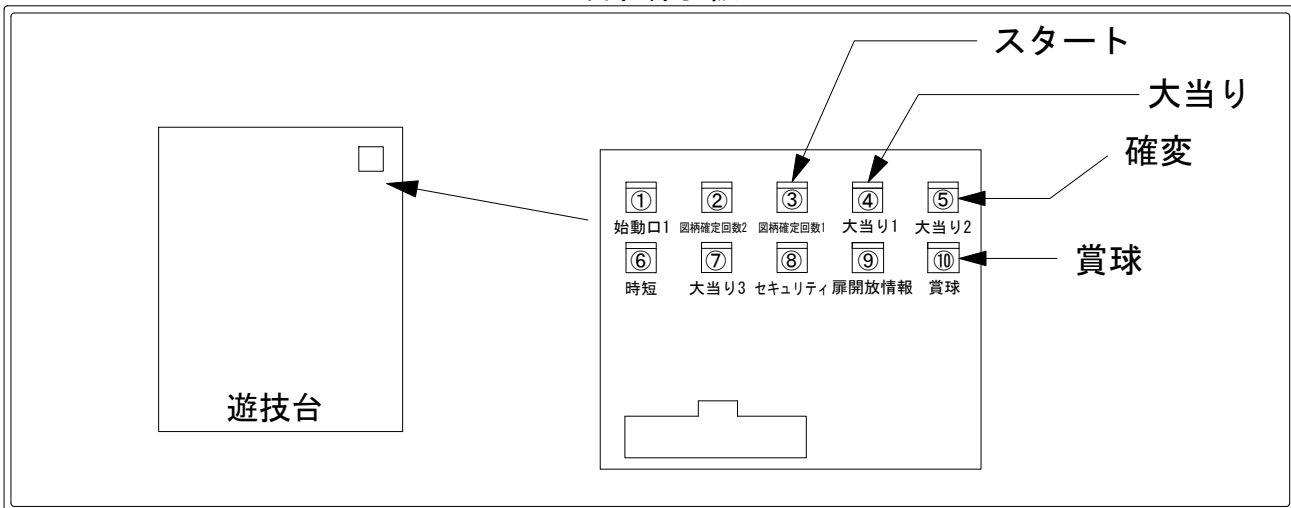 スタート
大当り
確変
① ② ③ ④ ⑤
始動口1 図柄確定回数2 図柄確定回数1 大当り1 大当り2
⑥ ⑦ ⑧ ⑨ ⑩
賞球
時短 大当り3 セキュリティ 扉開放情報 賞球
遊技台